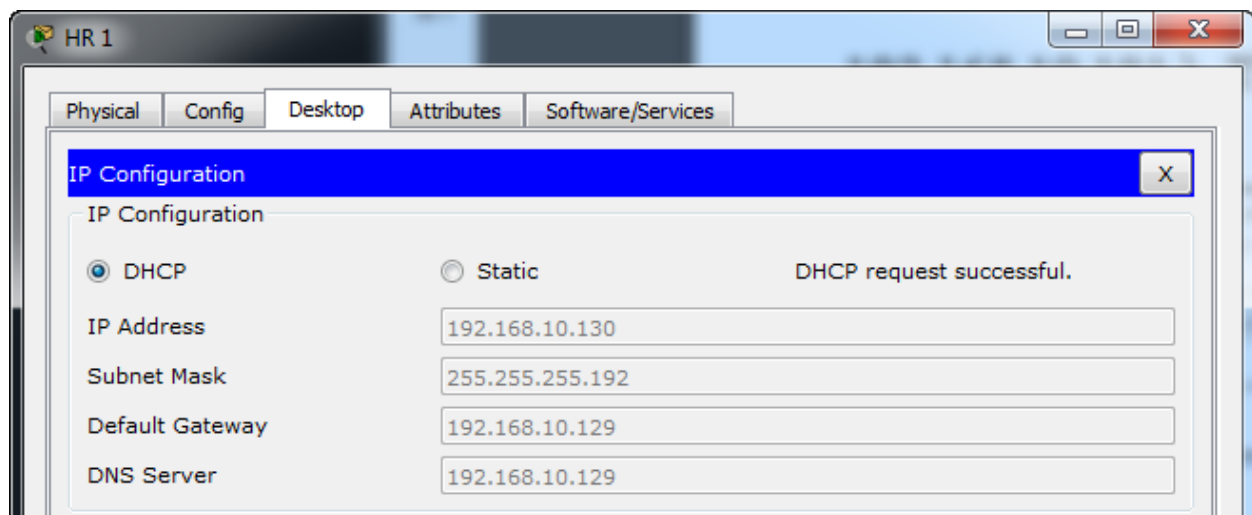 HR 1
Physical Config Desktop Attributes Software/Services
IP Configuration X
IP Configuration
DHCP Static DHCP request successful.
IP Address 192.168.10.130
Subnet Mask 255.255.255.192
Default Gateway 192.168.10.129
DNS Server 192.168.10.129